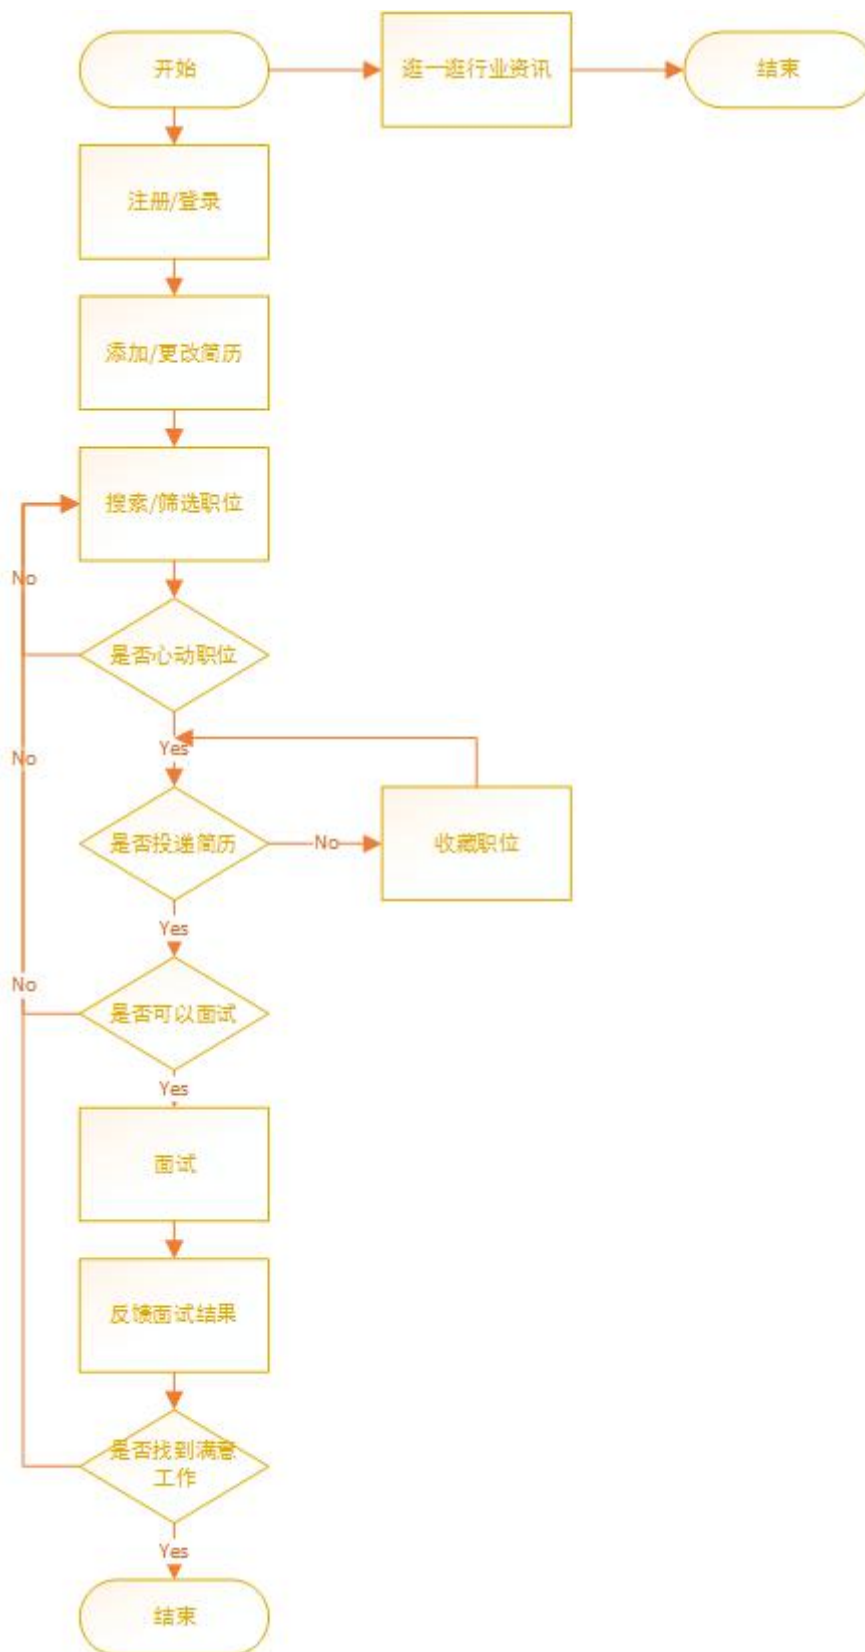 开始
逛一逛行业资讯
结束
注册/登录
添加/更改简历
搜索/筛选职位
No
是否心动职位
Yes
No
是否投递简历
No
收藏职位
Yes
No
是否可以面试
Yes
面试
反馈面试结果
是否找到满意
工作
Yes
结束